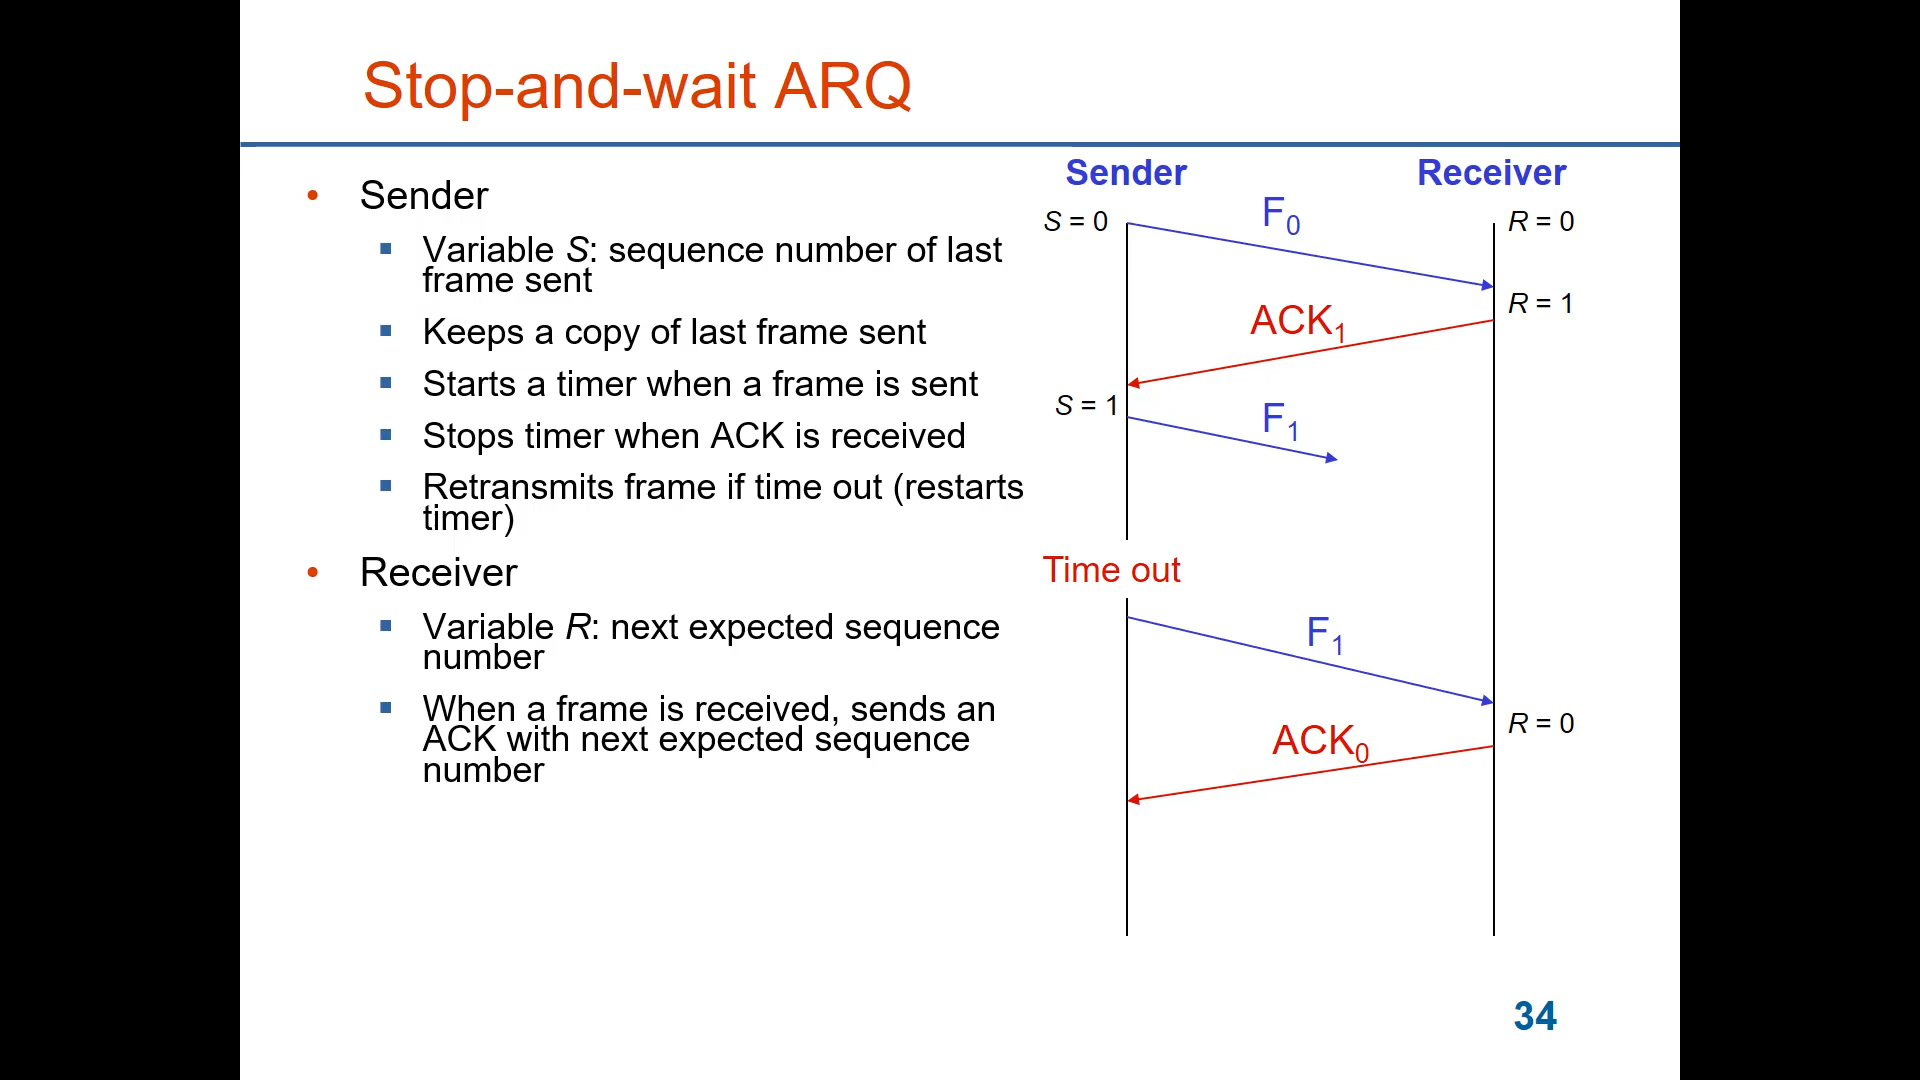 Stop-and-wait ARQ
• Sender
▪ Variable S: sequence number of last
frame sent
▪ Keeps a copy of last frame sent
▪ Starts a timer when a frame is sent
▪ Stops timer when ACK is received
▪ Retransmits frame if time out (restarts
timer)
• Receiver
▪ Variable R: next expected sequence
number
▪ When a frame is received, sends an
ACK with next expected sequence
number
Sender Receiver
S = 0 F0 R = 0
R = 1
ACK1
S = 1 F1
Time out
F1
R = 0
ACK0
34